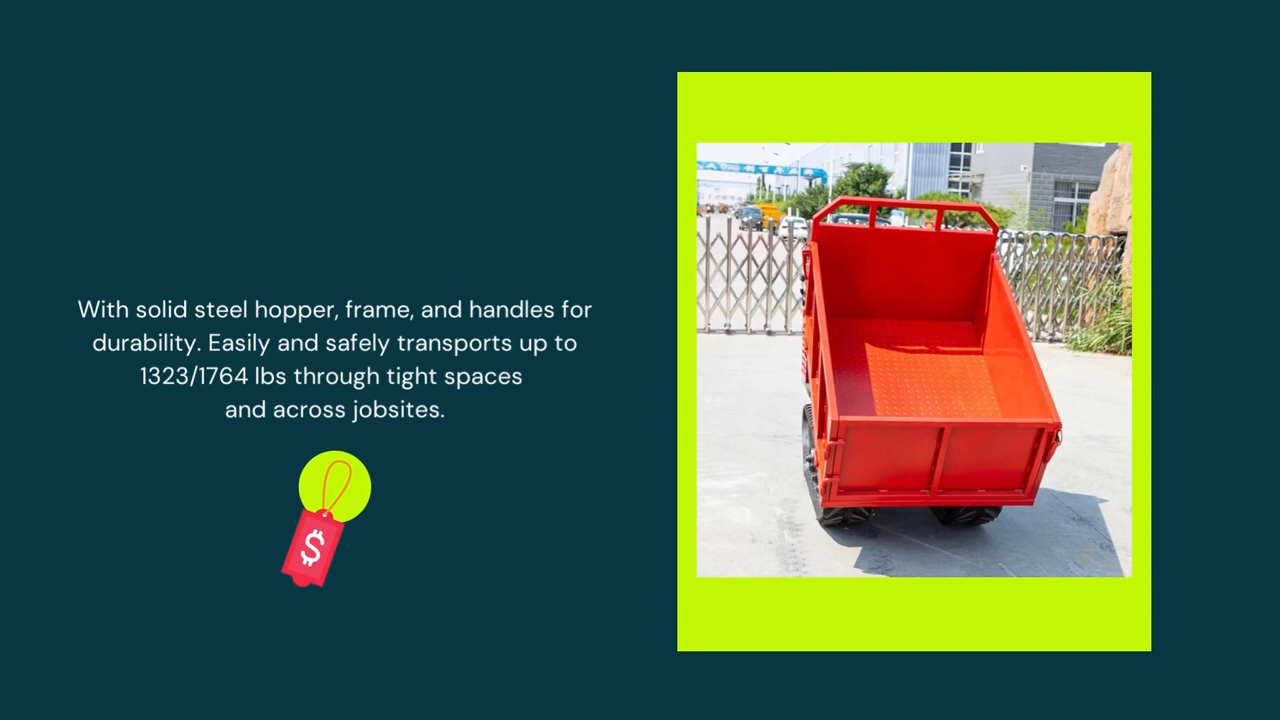 With solid steel hopper, frame, and handles for
durability. Easily and safely transports up to
1323/1764 lbs through tight spaces
and across jobsites.
$